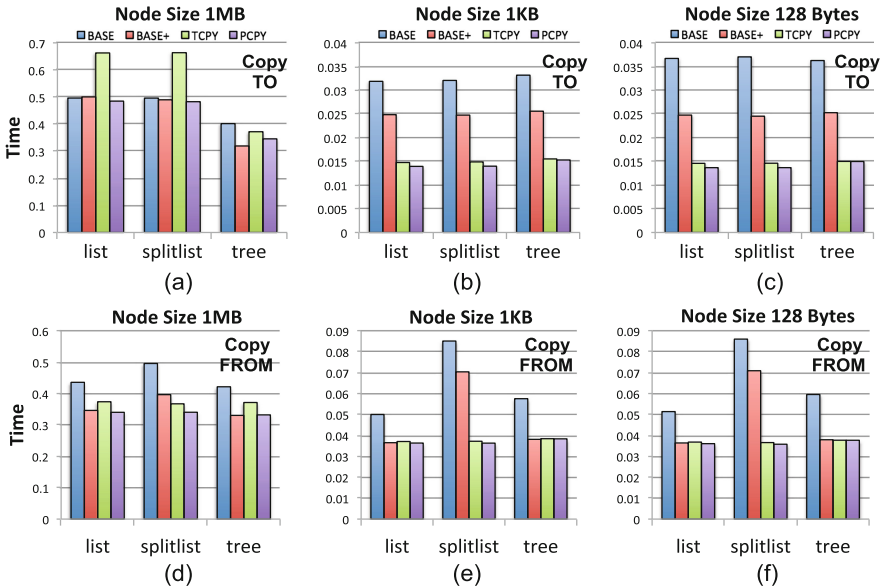 Node Size 1MB
BASE BASE+ TCPY PCPY
Copy TO
Time
0.7
0.6
0.5
0.4
0.3
0.2
0.1
0
list splitlist tree
(a)
Node Size 1KB
BASE BASE+ TCPY PCPY
Copy TO
0.04
0.035
0.03
0.025
0.02
0.015
0.01
0.005
0
list splitlist tree
(b)
Node Size 128 Bytes
BASE BASE+ TCPY PCPY
Copy TO
0.04
0.035
0.03
0.025
0.02
0.015
0.01
0.005
0
list splitlist tree
(c)
Node Size 1MB
Copy FROM
Time
0.6
0.5
0.4
0.3
0.2
0.1
0
list splitlist tree
(d)
Node Size 1KB
Copy FROM
0.09
0.08
0.07
0.06
0.05
0.04
0.03
0.02
0.01
0
list splitlist tree
(e)
Node Size 128 Bytes
Copy FROM
0.09
0.08
0.07
0.06
0.05
0.04
0.03
0.02
0.01
0
list splitlist tree
(f)